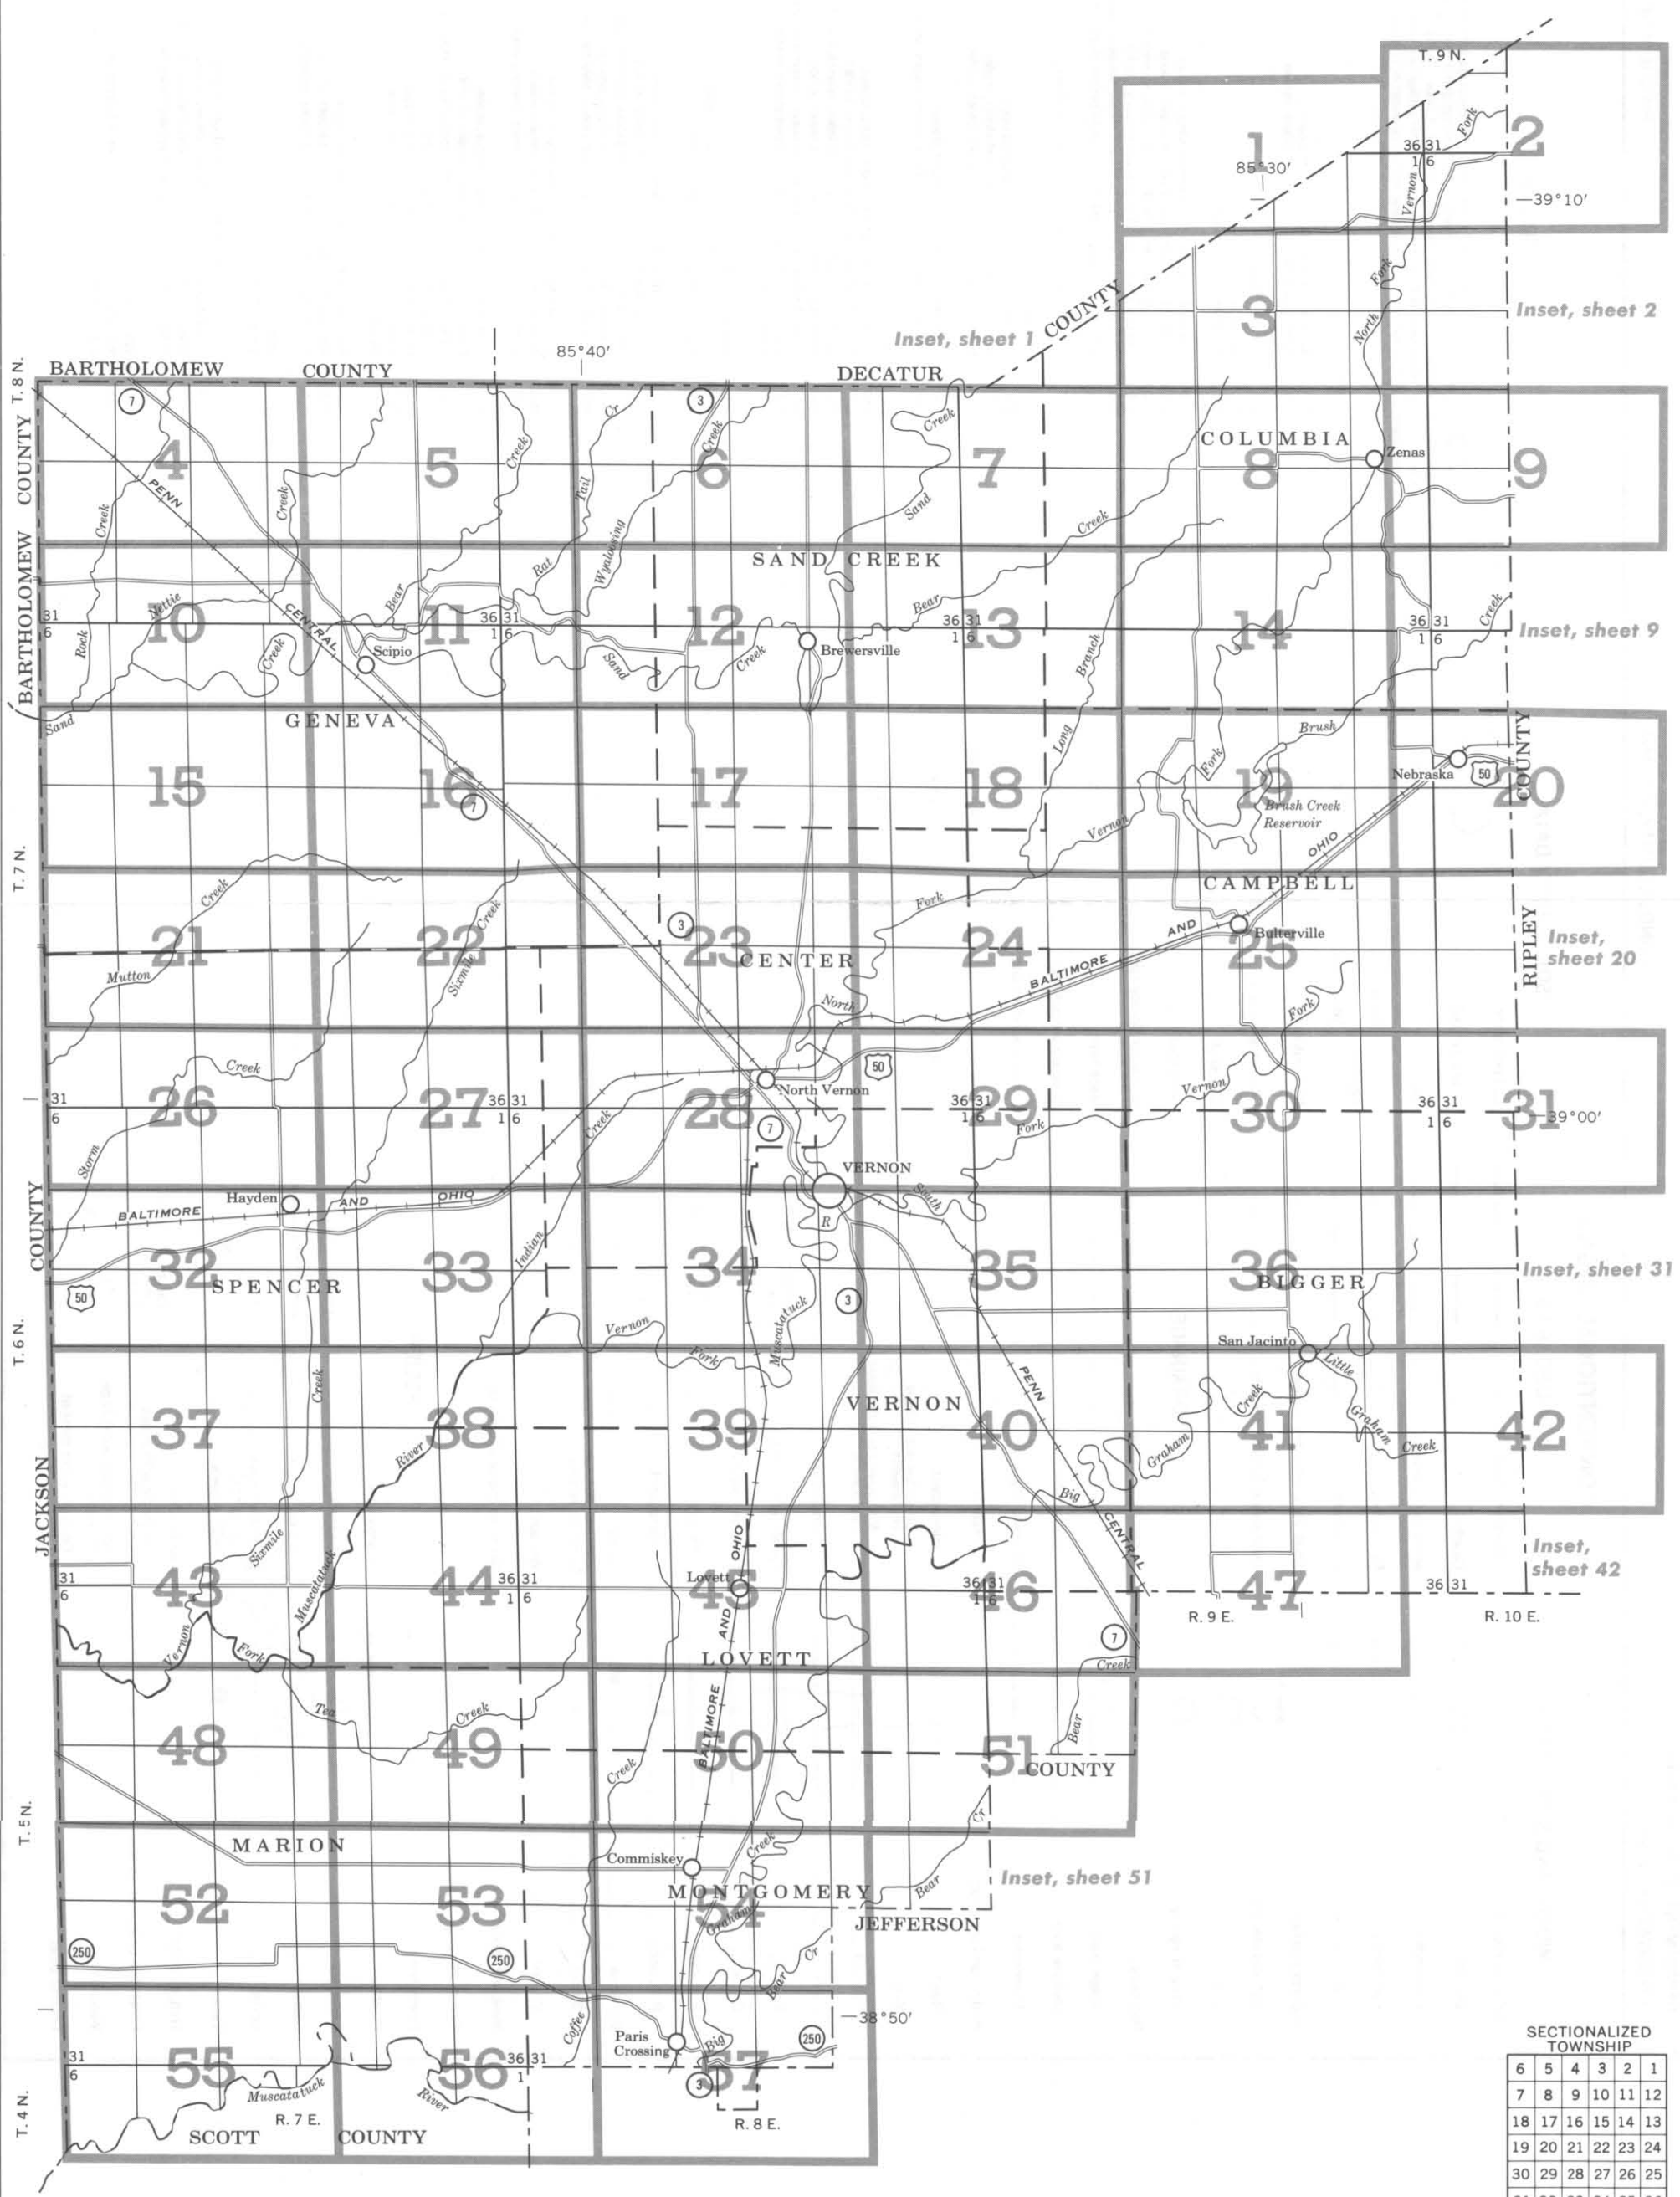 T. 9 N.
1
2
36 31
1 6
85°30'
Fork
Vernon
39°10'
Fork
North
3
Inset, sheet 2
COUNTY
Inset, sheet 1
85°40'
T. 8 N.
BARTHOLOMEW COUNTY
DECATUR
7
3
Cr
Creek
Creek
COLUMBIA
Zenas
4
5
6
7
8
9
Creek
PENN
Creek
Creek
Tail
Sand
Creek
BARTHOLOMEW COUNTY
SAND CREEK
Rat
Wyaloosing
Nettie
Bear
Bear
Creek
10
11
12
13
14
31
6
36 31
1 6
36 31
1 6
36 31
1 6
Inset, sheet 9
CENTRAL
Rock
Creek
Scipio
Sand
Creek
Brewersville
Branch
Sand
GENEVA
Long
Brush
Fork
COUNTY
15
16
17
18
19
20
7
Nebraska
50
Brush Creek
Reservoir
Vernon
OHIO
T. 7 N.
CAMPBELL
Creek
Creek
Fork
3
AND
Butlerville
21
22
23
24
25
CENTER
Inset,
sheet 20
RIPLEY
Mutton
Sixmile
BALTIMORE
North
Fork
Creek
50
North Vernon
Vernon
26
27
28
29
30
31
31
6
36 31
1 6
36 31
1 6
36 31
1 6
39°00'
Creek
7
Fork
Storm
VERNON
South
Hayden
BALTIMORE
AND
OHIO
R
Indian
COUNTY
32
33
34
35
36
SPENCER
BIGGER
Inset, sheet 31
50
3
Muscatatuck
T. 6 N.
Vernon
Fork
San Jacinto
Little
Creek
PENN
Creek
VERNON
37
38
39
40
41
42
Graham
Graham
Creek
River
JACKSON
Big
CENTRAL
Sixmile
OHIO
Inset,
sheet 42
Muscatatuck
Lovett
43
44
45
46
47
31
6
36 31
1 6
36 31
1 6
36 31
R. 9 E.
R. 10 E.
Vernon
Fork
AND
7
LOVETT
Creek
Tea
Creek
BALTIMORE
Bear
48
49
50
51
COUNTY
Creek
T. 5 N.
Cr
MARION
Creek
Commiskey
Inset, sheet 51
MONTGOMERY
Bear
52
53
54
Graham
JEFFERSON
250
250
Cr
Bear
38°50'
Coffee
Paris
Crossing
Big
250
31
6
55
56
36 31
1
57
3
Muscatatuck
River
T. 4 N.
R. 7 E.
R. 8 E.
SCOTT COUNTY
SECTIONALIZED
TOWNSHIP
6 5 4 3 2 1
7 8 9 10 11 12
18 17 16 15 14 13
19 20 21 22 23 24
30 29 28 27 26 25